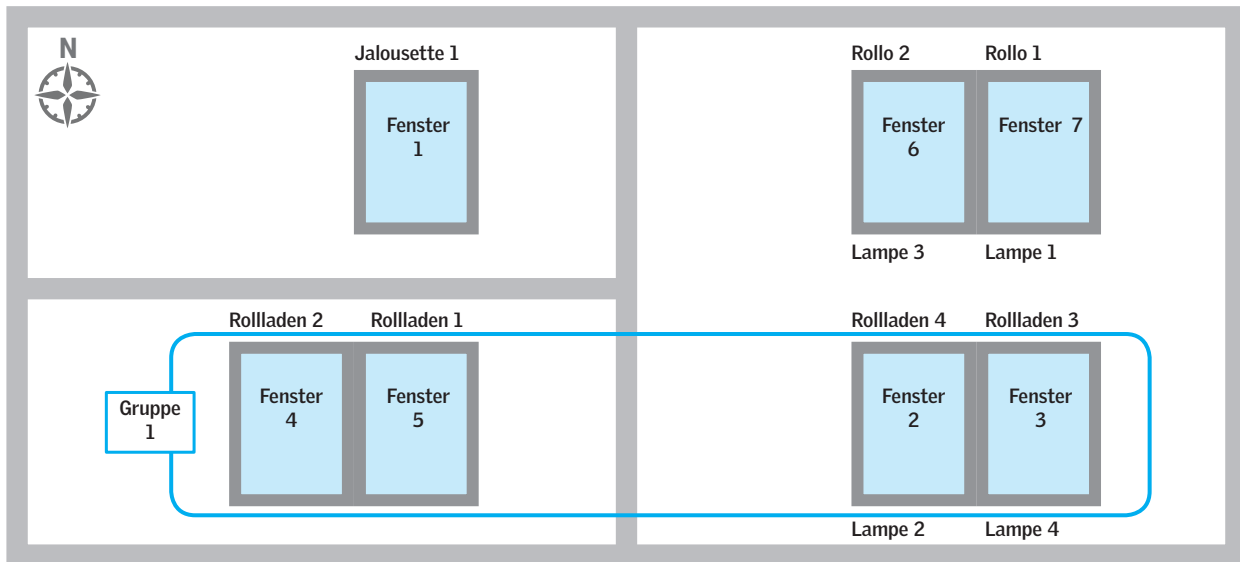 N
Jalousette 1
Fenster
1
Rollo 2
Rollo 1
Fenster
6
Fenster 7
Lampe 3
Lampe 1
Rollladen 2
Rollladen 1
Gruppe
1
Fenster
4
Fenster
5
Rollladen 4
Rollladen 3
Fenster
2
Fenster
3
Lampe 2
Lampe 4